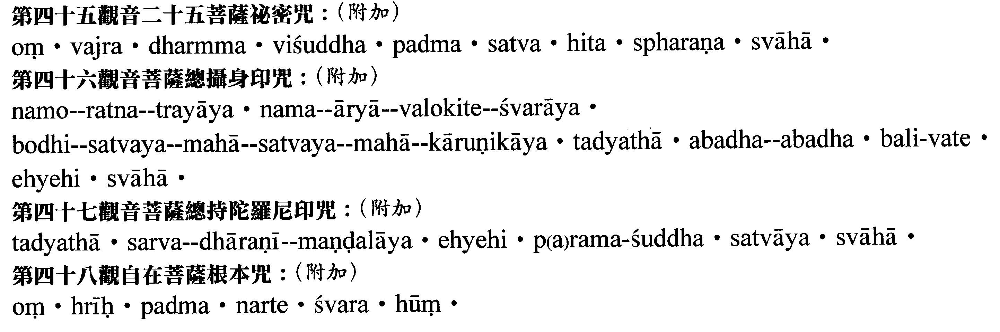 第四十五觀音二十五菩薩祕密咒：（附加）
oṃ・vajra・dharmma・viśuddha・padma・satva・hita・spharaṇa・svāhā・
第四十六觀音菩薩總攝身印咒：（附加）
namo--ratna--trayāya・nama--āryā--valokite--śvarāya・
bodhi--satvaya--mahā--satvaya--mahā--kāruṇikāya・tadyathā・abadha--abadha・bali-vate・
ehyehi・svāhā・
第四十七觀音菩薩總持陀羅尼印咒：（附加）
tadyathā・sarva--dhāraṇī--maṇḍalāya・ehyehi・p(a)rama-śuddha・satvāya・svāhā・
第四十八觀自在菩薩根本咒：（附加）
oṃ・hrīḥ・padma・narte・śvara・hūṃ・